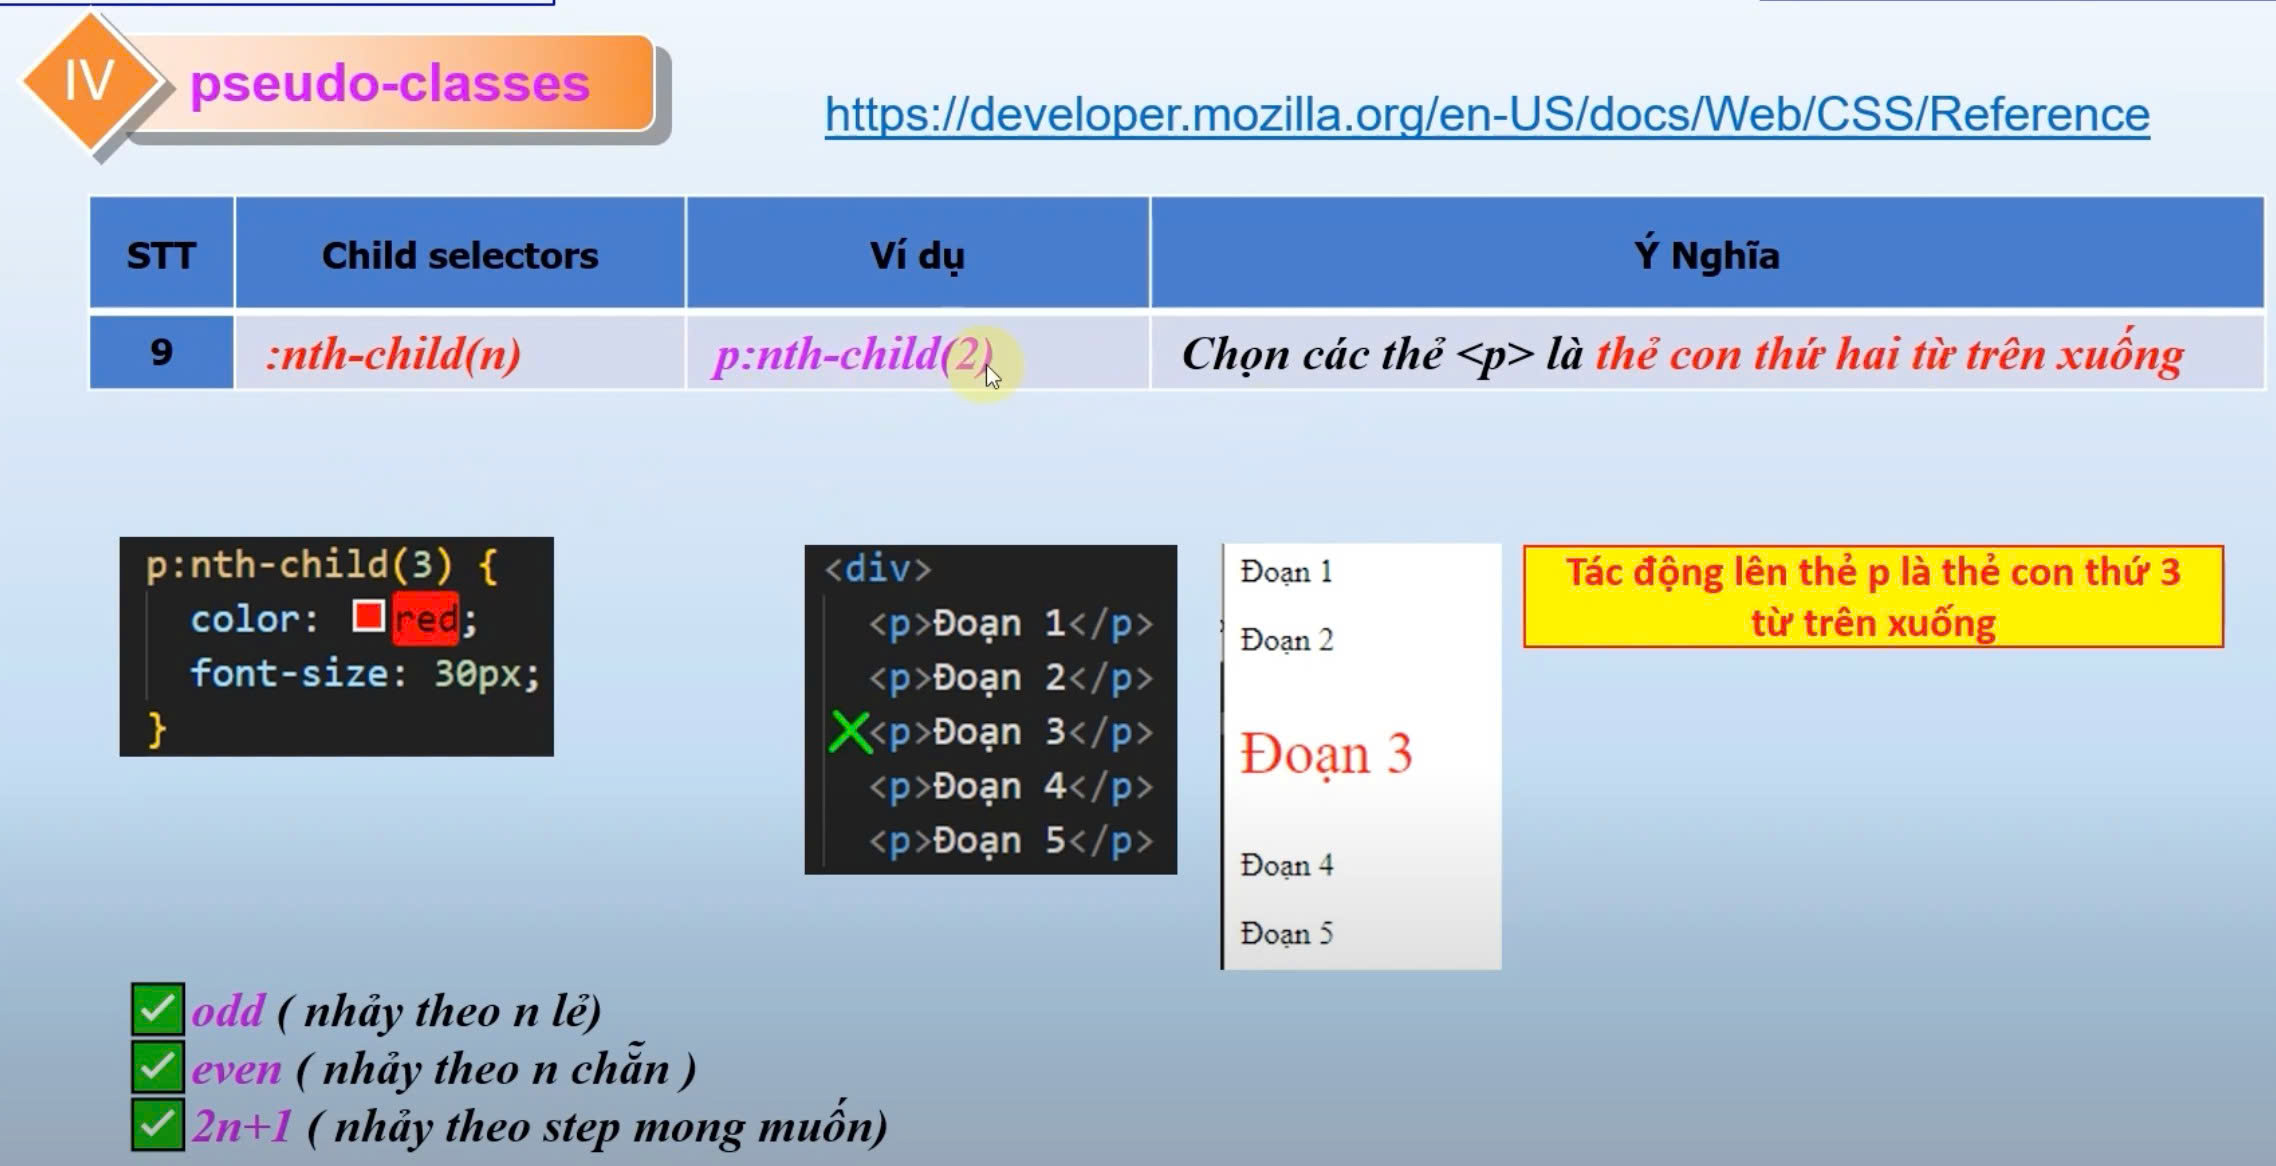 IV
pseudo-classes
https://developer.mozilla.org/en-US/docs/Web/CSS/Reference
STT Child selectors Ví dụ Ý Nghĩa
9 :nth-child(n) p:nth-child(2) Chọn các thẻ <p> là thẻ con thứ hai từ trên xuống
p:nth-child(3) {
color: red;
font-size: 30px;
}
<div>
<p>Đoạn 1</p>
<p>Đoạn 2</p>
<p>Đoạn 3</p>
<p>Đoạn 4</p>
<p>Đoạn 5</p>
Đoạn 1
Đoạn 2
Đoạn 3
Đoạn 4
Đoạn 5
Tác động lên thẻ p là thẻ con thứ 3
từ trên xuống
odd ( nhảy theo n lẻ)
even ( nhảy theo n chẵn )
2n+1 ( nhảy theo step mong muốn)